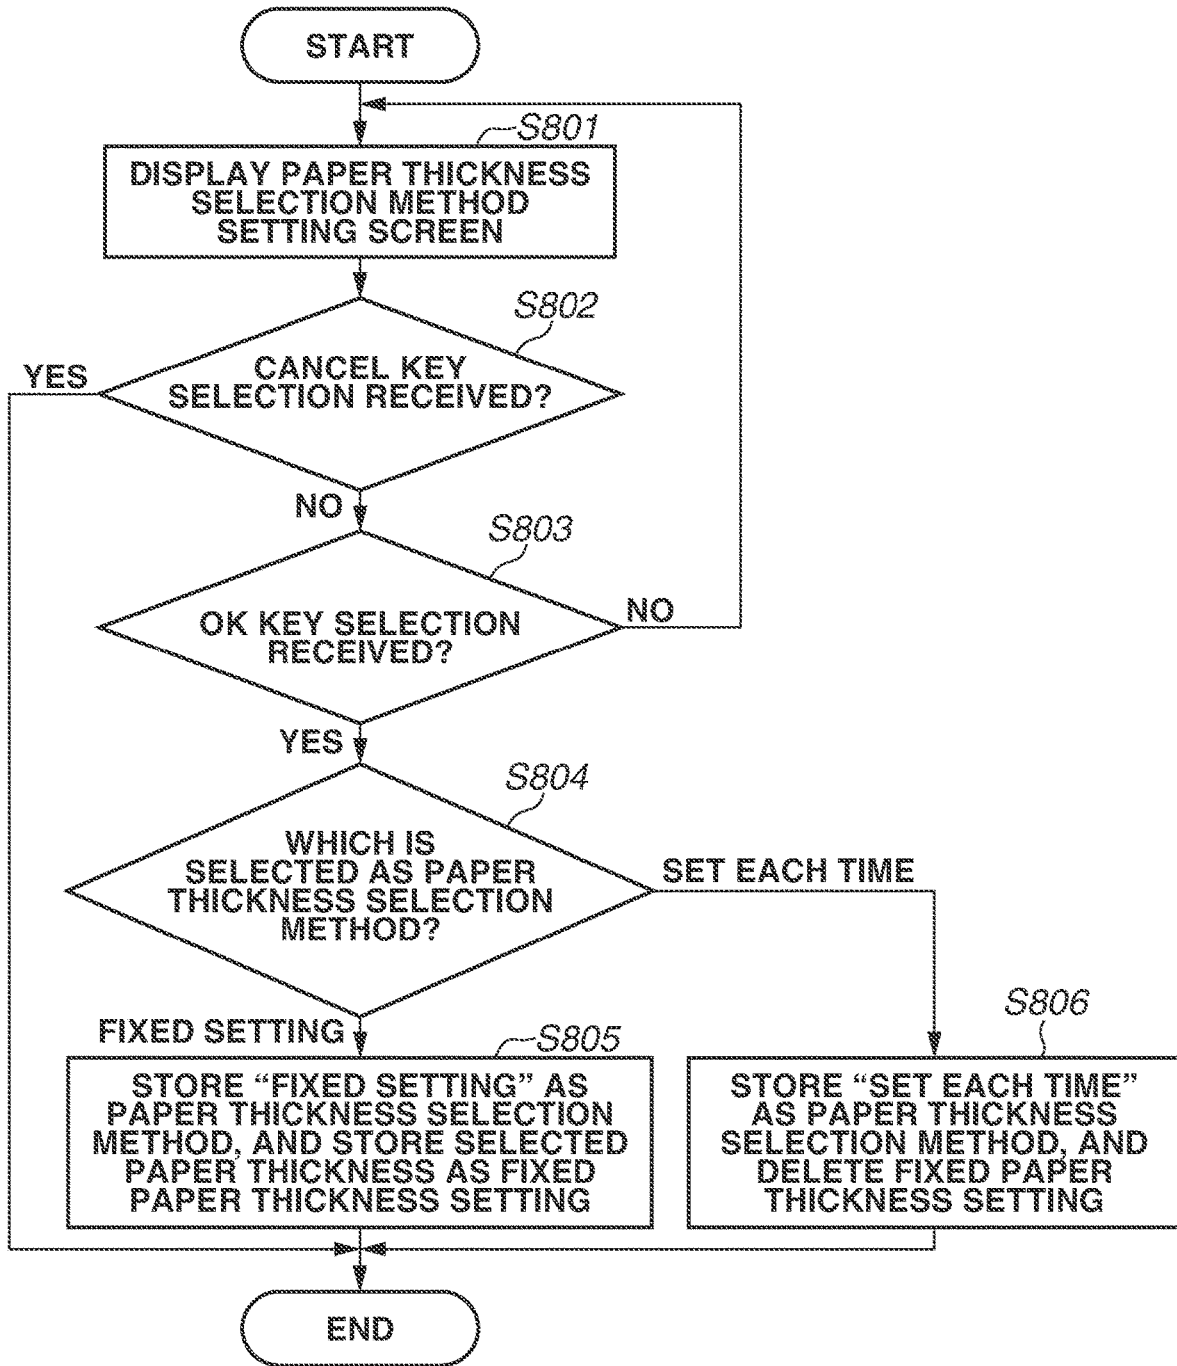 START
S801
DISPLAY PAPER THICKNESS
SELECTION METHOD
SETTING SCREEN
S802
YES
CANCEL KEY
SELECTION RECEIVED?
NO
S803
OK KEY SELECTION
RECEIVED?
NO
YES
S804
WHICH IS
SELECTED AS PAPER
THICKNESS SELECTION
METHOD?
SET EACH TIME
FIXED SETTING
S805
STORE “FIXED SETTING” AS
PAPER THICKNESS SELECTION
METHOD, AND STORE SELECTED
PAPER THICKNESS AS FIXED
PAPER THICKNESS SETTING
S806
STORE “SET EACH TIME”
AS PAPER THICKNESS
SELECTION METHOD, AND
DELETE FIXED PAPER
THICKNESS SETTING
END